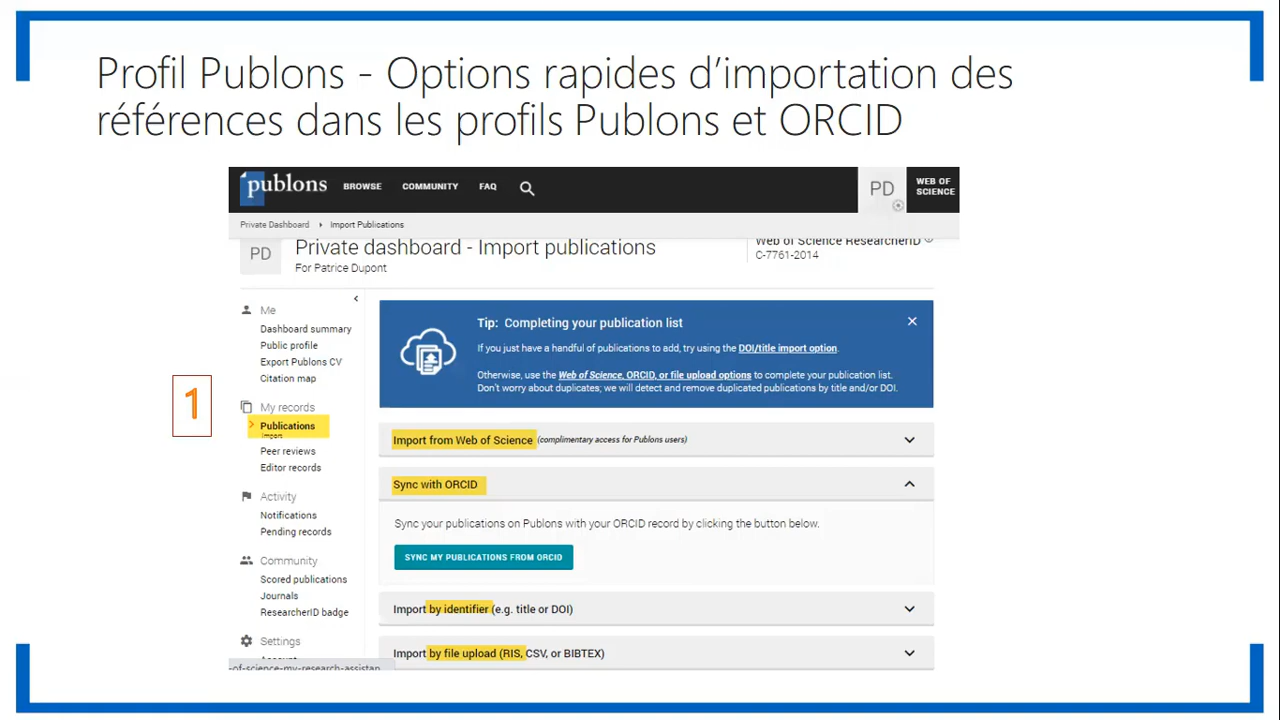 Profil Publons - Options rapides d’importation des
références dans les profils Publons et ORCID
publons
BROWSE
COMMUNITY
FAQ
PD
WEB OF
SCIENCE
Private Dashboard
Import Publications
PD
Private dashboard - Import publications
For Patrice Dupont
Web of Science ResearcherID
C-7761-2014
Me
Dashboard summary
Public profile
Export Publons CV
Citation map
1
My records
Publications
Import
Peer reviews
Editor records
Activity
Notifications
Pending records
Community
Scored publications
Journals
ResearcherID badge
Settings
-of-science-my-research-assistan
Tip: Completing your publication list
If you just have a handful of publications to add, try using the DOI/title import option.
Otherwise, use the Web of Science, ORCID, or file upload options to complete your publication list.
Don't worry about duplicates; we will detect and remove duplicated publications by title and/or DOI.
Import from Web of Science (complimentary access for Publons users)
Sync with ORCID
Sync your publications on Publons with your ORCID record by clicking the button below.
SYNC MY PUBLICATIONS FROM ORCID
Import by identifier (e.g. title or DOI)
Import by file upload (RIS, CSV, or BIBTEX)